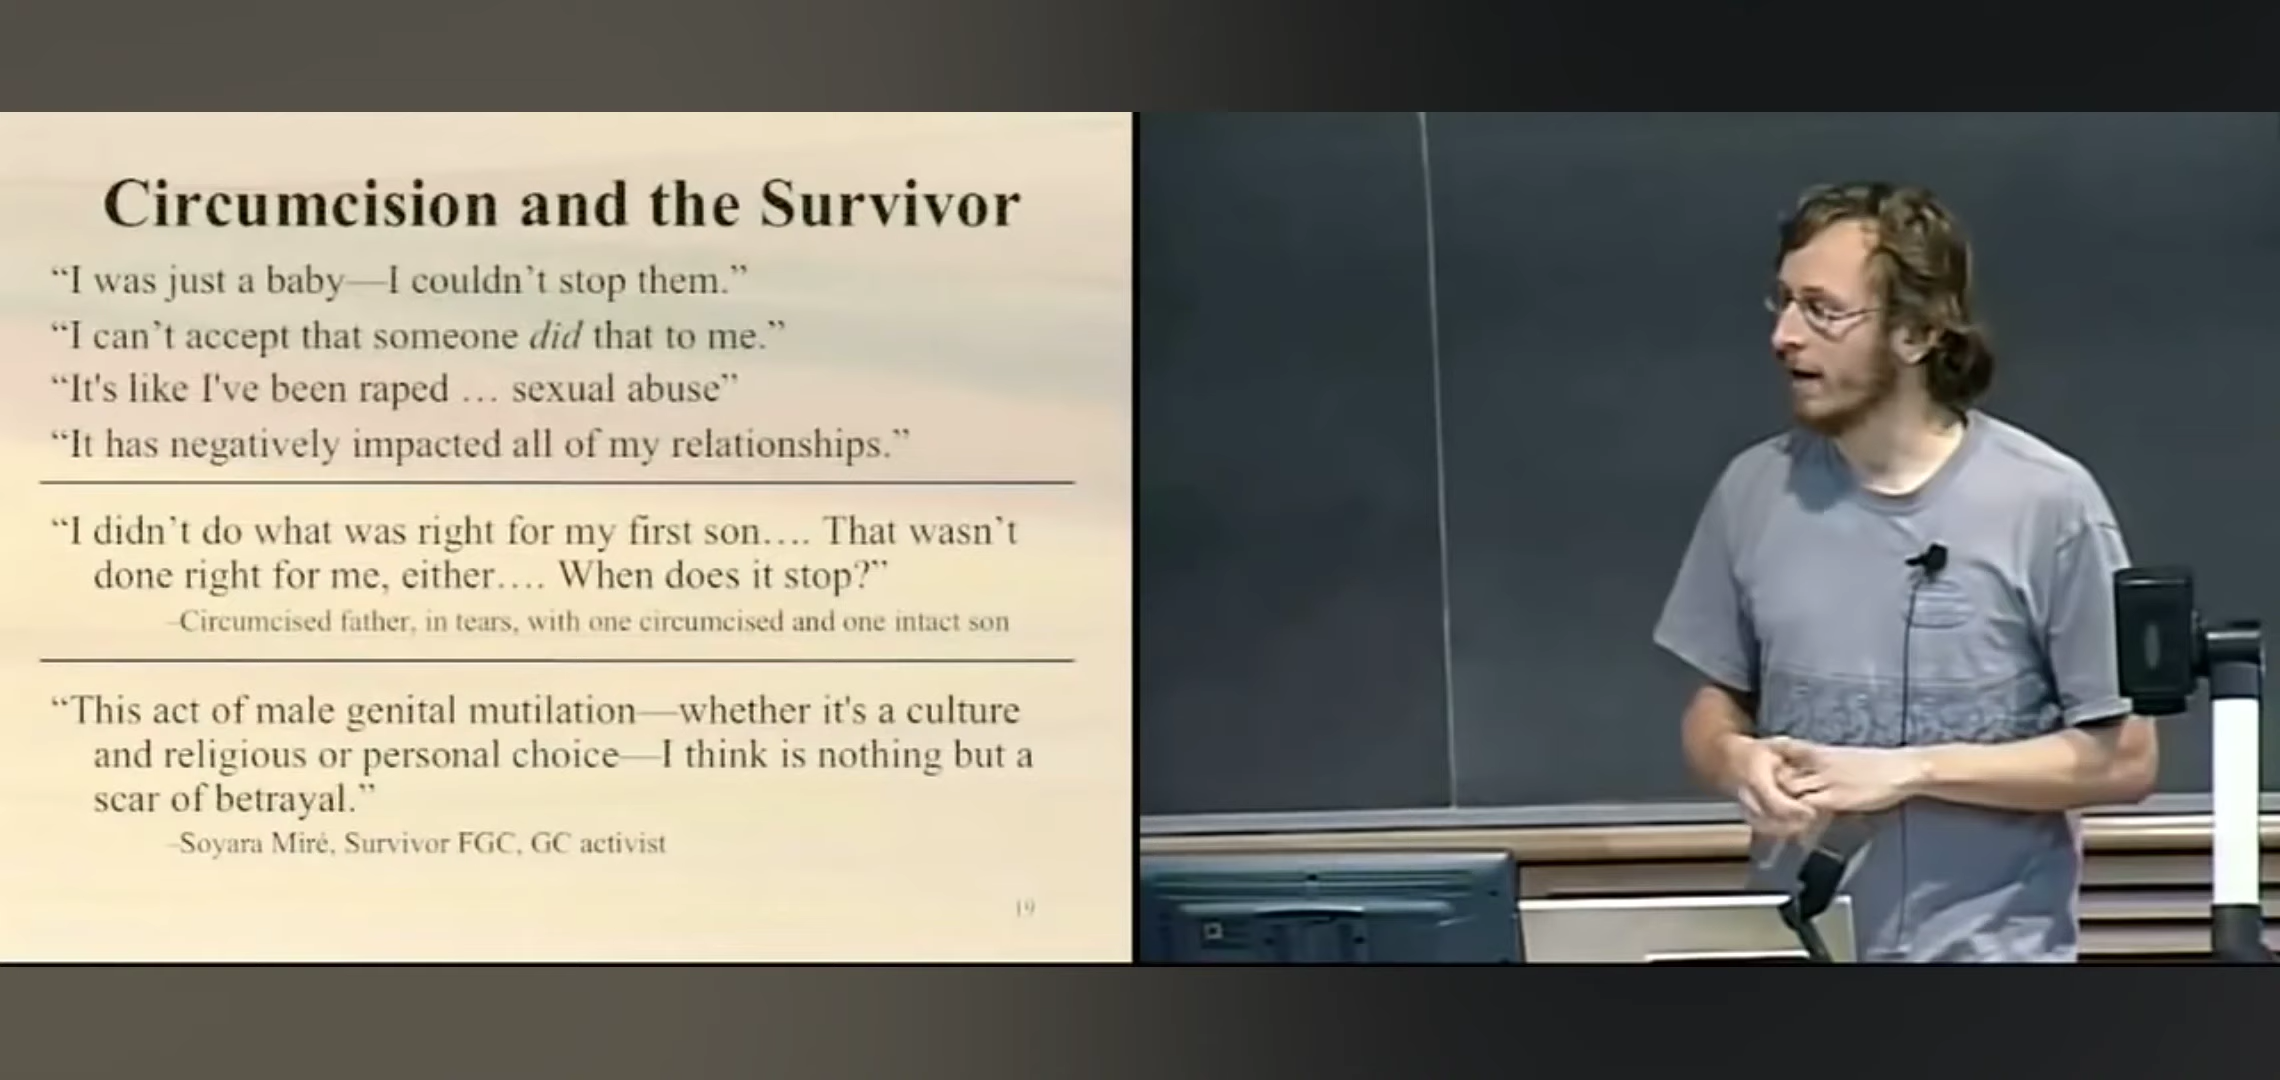 Circumcision and the Survivor
“I was just a baby—I couldn’t stop them.”
“I can’t accept that someone did that to me.”
“It's like I've been raped … sexual abuse”
“It has negatively impacted all of my relationships.”
“I didn’t do what was right for my first son…. That wasn’t
done right for me, either…. When does it stop?”
–Circumcised father, in tears, with one circumcised and one intact son
“This act of male genital mutilation—whether it's a culture
and religious or personal choice—I think is nothing but a
scar of betrayal.”
–Soyara Miré, Survivor FGC, GC activist
19